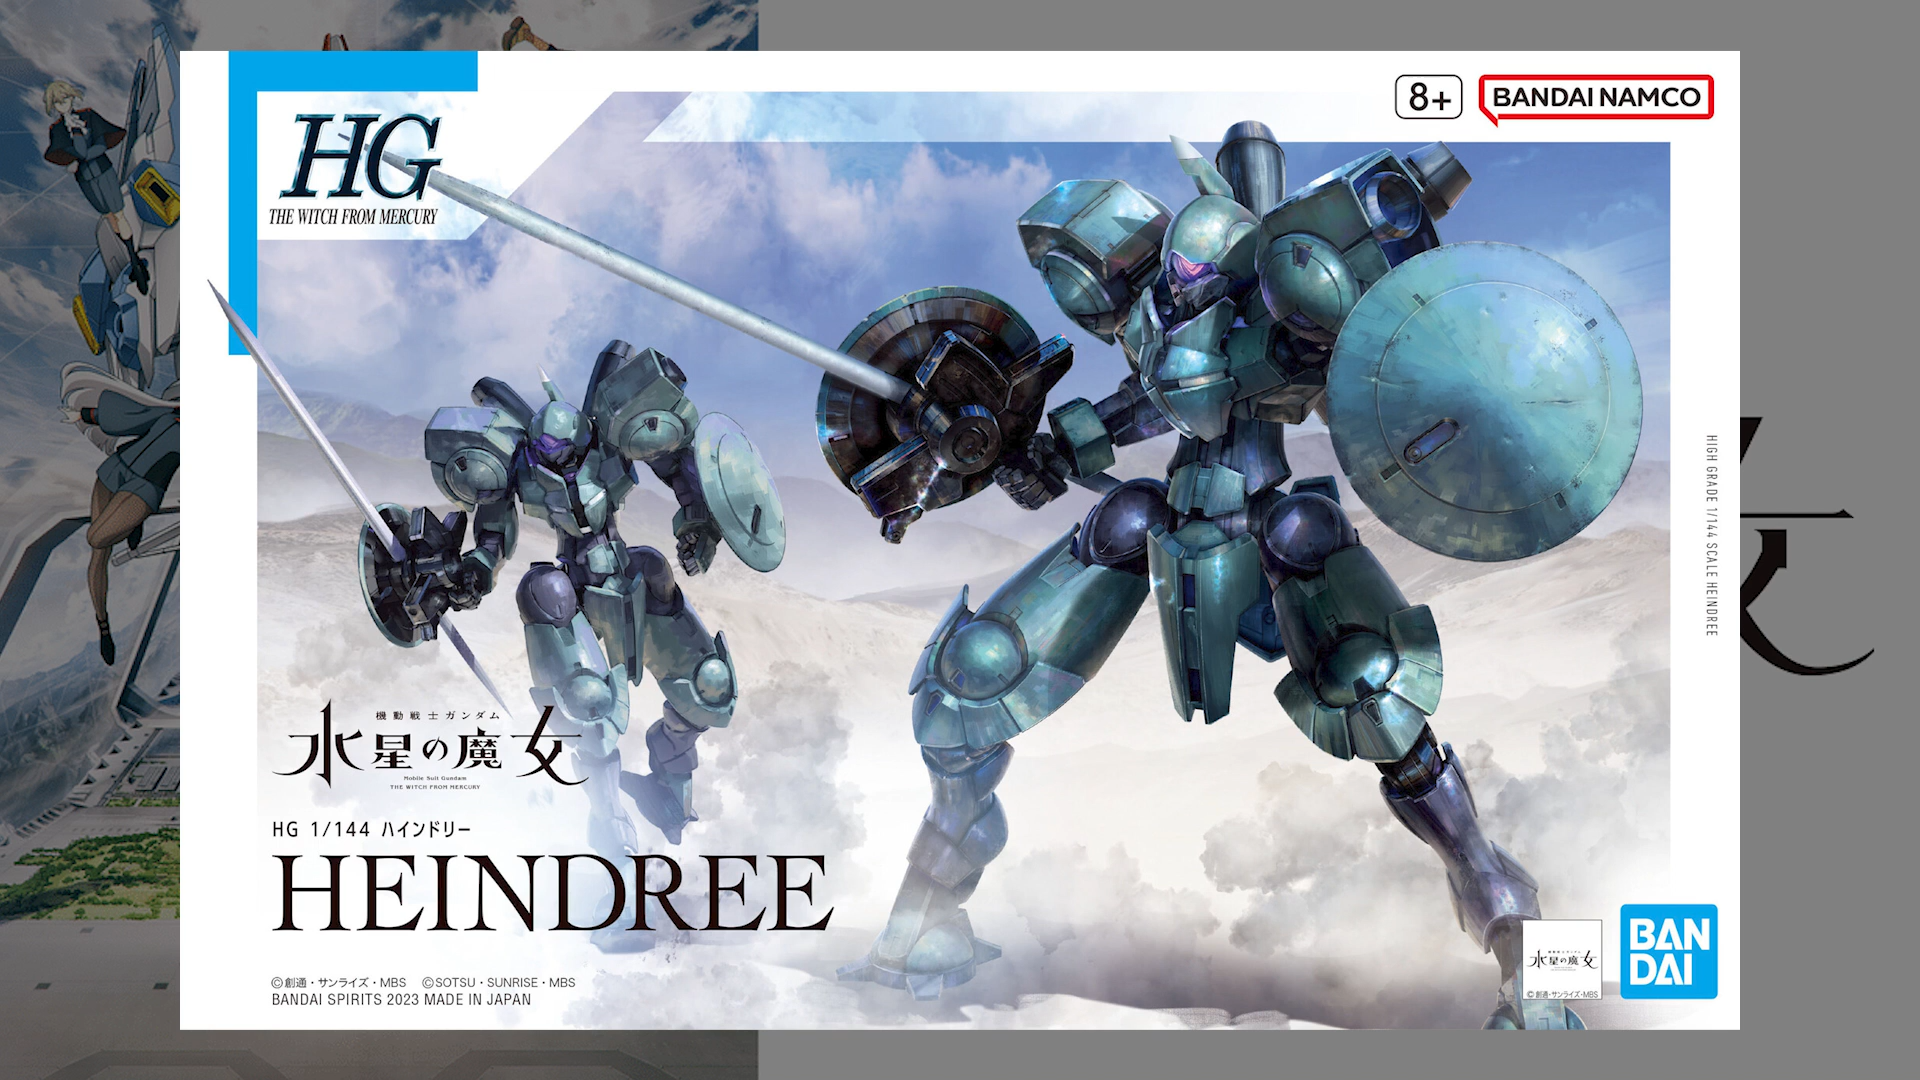 HG
THE WITCH FROM MERCURY
8+
BANDAI NAMCO
HIGH GRADE 1/144 SCALE HEINDREE
機動戦士ガンダム
水星の魔女
Mobile Suit Gundam
THE WITCH FROM MERCURY
HG 1/144 ハインドリー
HEINDREE
©創通・サンライズ・MBS ©SOTSU・SUNRISE・MBS
BANDAI SPIRITS 2023 MADE IN JAPAN
水星の魔女
©創通・サンライズ・MBS
BAN
DAI
女